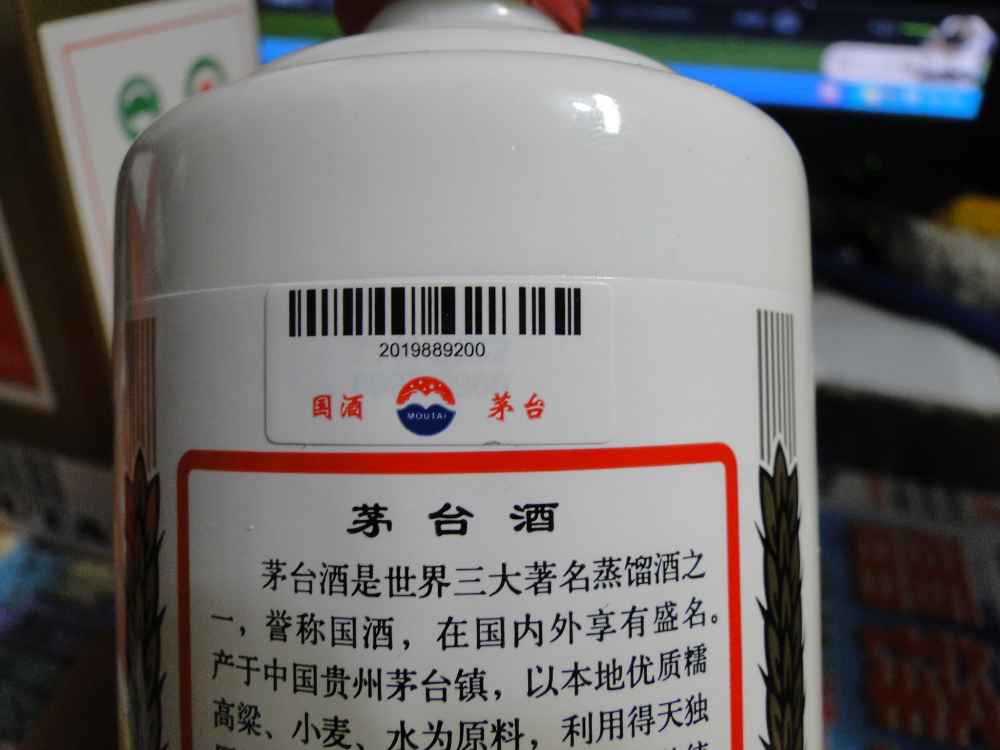 2019889200
国酒 MOUTAI 茅台
茅台酒
茅台酒是世界三大著名蒸馏酒之
一，誉称国酒，在国内外享有盛名。
产于中国贵州茅台镇，以本地优质糯
高粱、小麦、水为原料，利用得天独